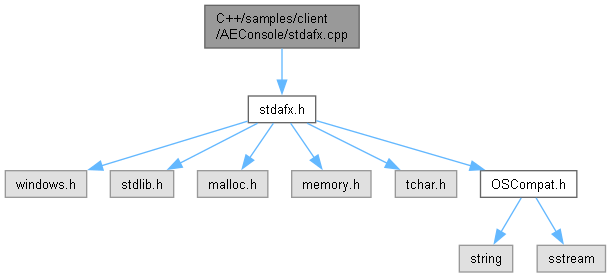 C++/samples/client
/AEConsole/stdafx.cpp
stdafx.h
windows.h
stdlib.h
malloc.h
memory.h
tchar.h
OSCompat.h
string
sstream